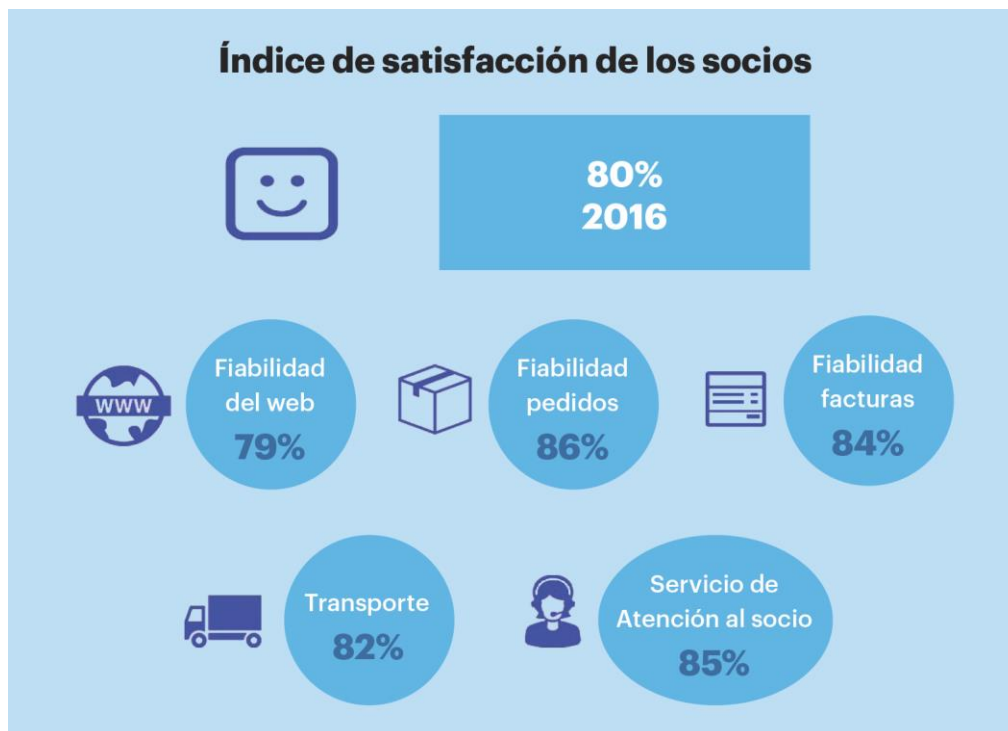 Índice de satisfacción de los socios
80%
2016
WWW
Fiabilidad
del web
79%
Fiabilidad
pedidos
86%
Fiabilidad
facturas
84%
Transporte
82%
Servicio de
Atención al socio
85%